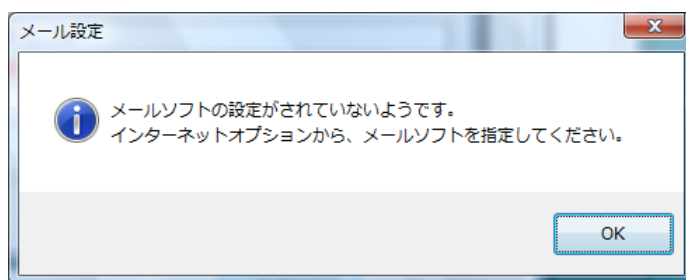 メール設定
メールソフトの設定がされていないようです。
インターネットオプションから、メールソフトを指定してください。
OK